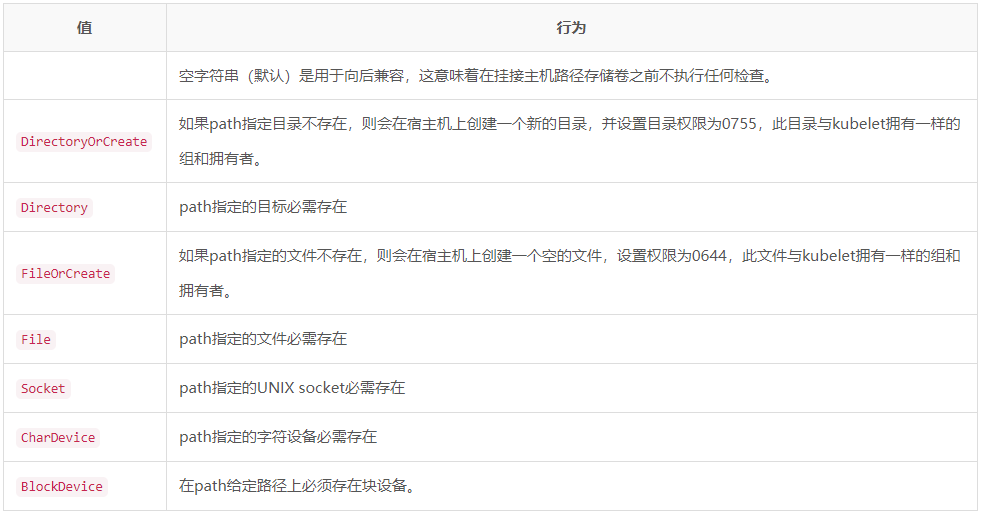 值 行为
空字符串（默认）是用于向后兼容，这意味着在挂接主机路径存储卷之前不执行任何检查。
DirectoryOrCreate 如果path指定目录不存在，则会在宿主机上创建一个新的目录，并设置目录权限为0755，此目录与kubelet拥有一样的
组和拥有者。
Directory path指定的目标必需存在
FileOrCreate 如果path指定的文件不存在，则会在宿主机上创建一个空的文件，设置权限为0644，此文件与kubelet拥有一样的组和
拥有者。
File path指定的文件必需存在
Socket path指定的UNIX socket必需存在
CharDevice path指定的字符设备必需存在
BlockDevice 在path给定路径上必须存在块设备。